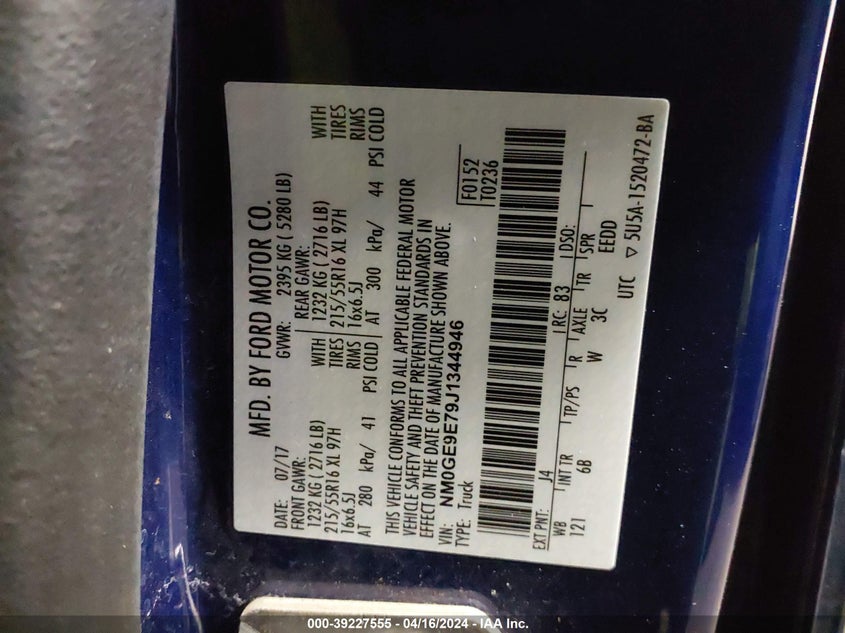 MFD. BY FORD MOTOR CO.
DATE: 07/17 GVWR: 2395 KG ( 5280 LB)
FRONT GAWR: REAR GAWR:
1232 KG ( 2716 LB) WITH 1232 KG ( 2716 LB) WITH
215/55R16 XL 97H TIRES 215/55R16 XL 97H TIRES
16x6.5J RIMS 16x6.5J RIMS
AT 280 kPa/ 41 PSI COLD AT 300 kPa/ 44 PSI COLD
THIS VEHICLE CONFORMS TO ALL APPLICABLE FEDERAL MOTOR
VEHICLE SAFETY AND THEFT PREVENTION STANDARDS IN
EFFECT ON THE DATE OF MANUFACTURE SHOWN ABOVE.
VIN: NM0GE9E79J1344946
TYPE: Truck
F0152
T0236
EXT PNT: J4 RC: 83 DSO:
WB INT TR TP/PS R AXLE TR SPR
121 6B W 3C EEDD
UTC ▽ 5U5A-1520472-BA
000-39227555 - 04/16/2024 - IAA Inc.